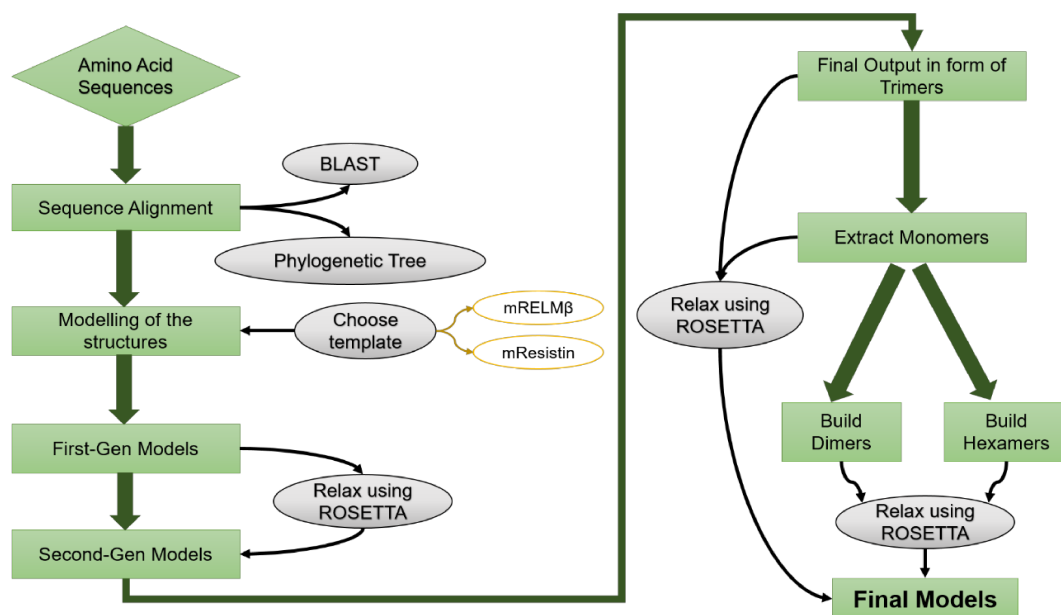 Amino Acid
Sequences
Sequence Alignment
BLAST
Phylogenetic Tree
Modelling of the
structures
Choose
template
mRELMβ
mResistin
First-Gen Models
Relax using
ROSETTA
Second-Gen Models
Final Output in form of
Trimers
Extract Monomers
Relax using
ROSETTA
Build
Dimers
Build
Hexamers
Relax using
ROSETTA
Final Models